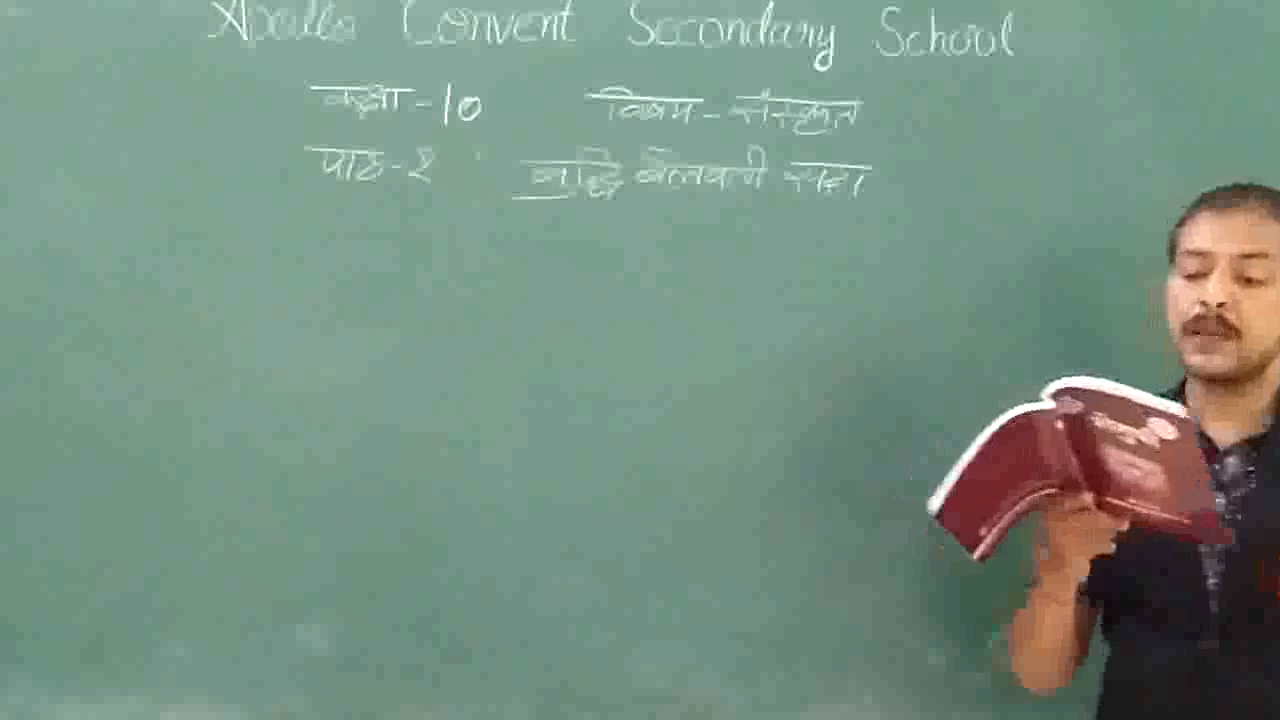 Apollo Convent Secondary School
कक्षा - 10 विषय - संस्कृत
पाठ - 2 बुद्धि बलवती सदा